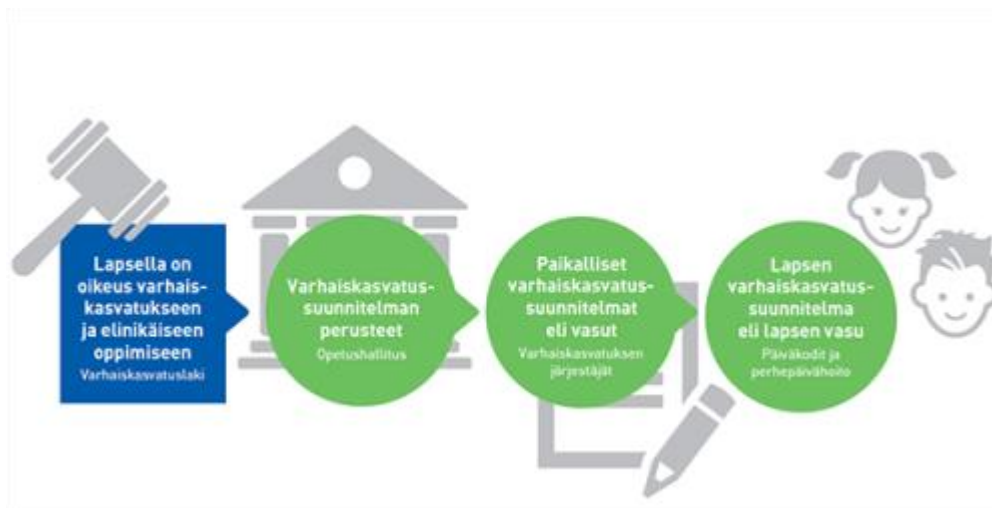 Lapsella on
oikeus varhais-
kasvatukseen
ja elinikäiseen
oppimiseen
Varhaiskasvatuslaki
Varhaiskasvatus-
suunnitelman
perusteet
Opetushallitus
Paikalliset
varhaiskasvatus-
suunnitelmat
eli vasut
Varhaiskasvatuksen
järjestäjät
Lapsen
varhaiskasvatus-
suunnitelma
eli lapsen vasu
Päiväkodit ja
perhepäivähoito